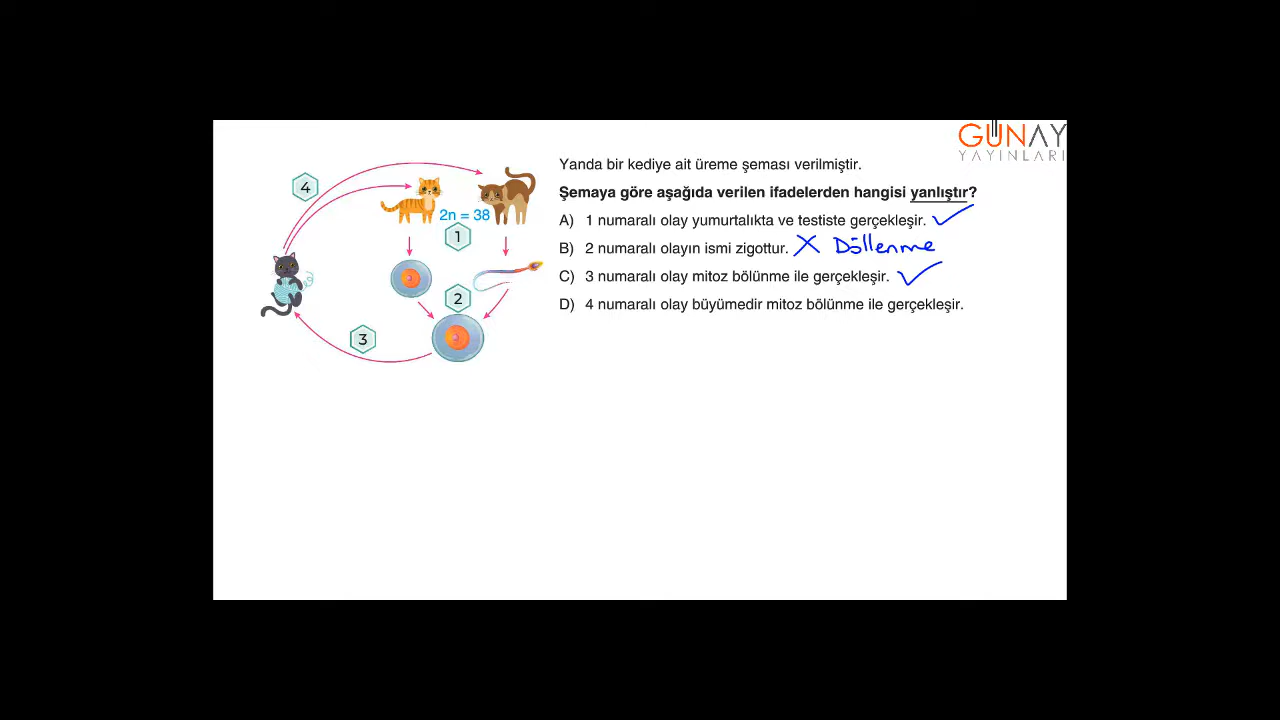 GÜNAY
YAYINLARI
Yanda bir kediye ait üreme şeması verilmiştir.
Şemaya göre aşağıda verilen ifadelerden hangisi yanlıştır?
A) 1 numaralı olay yumurtalıkta ve testiste gerçekleşir.
B) 2 numaralı olayın ismi zigottur. X Döllenme
C) 3 numaralı olay mitoz bölünme ile gerçekleşir.
D) 4 numaralı olay büyümedir mitoz bölünme ile gerçekleşir.
4
2n = 38
1
2
3